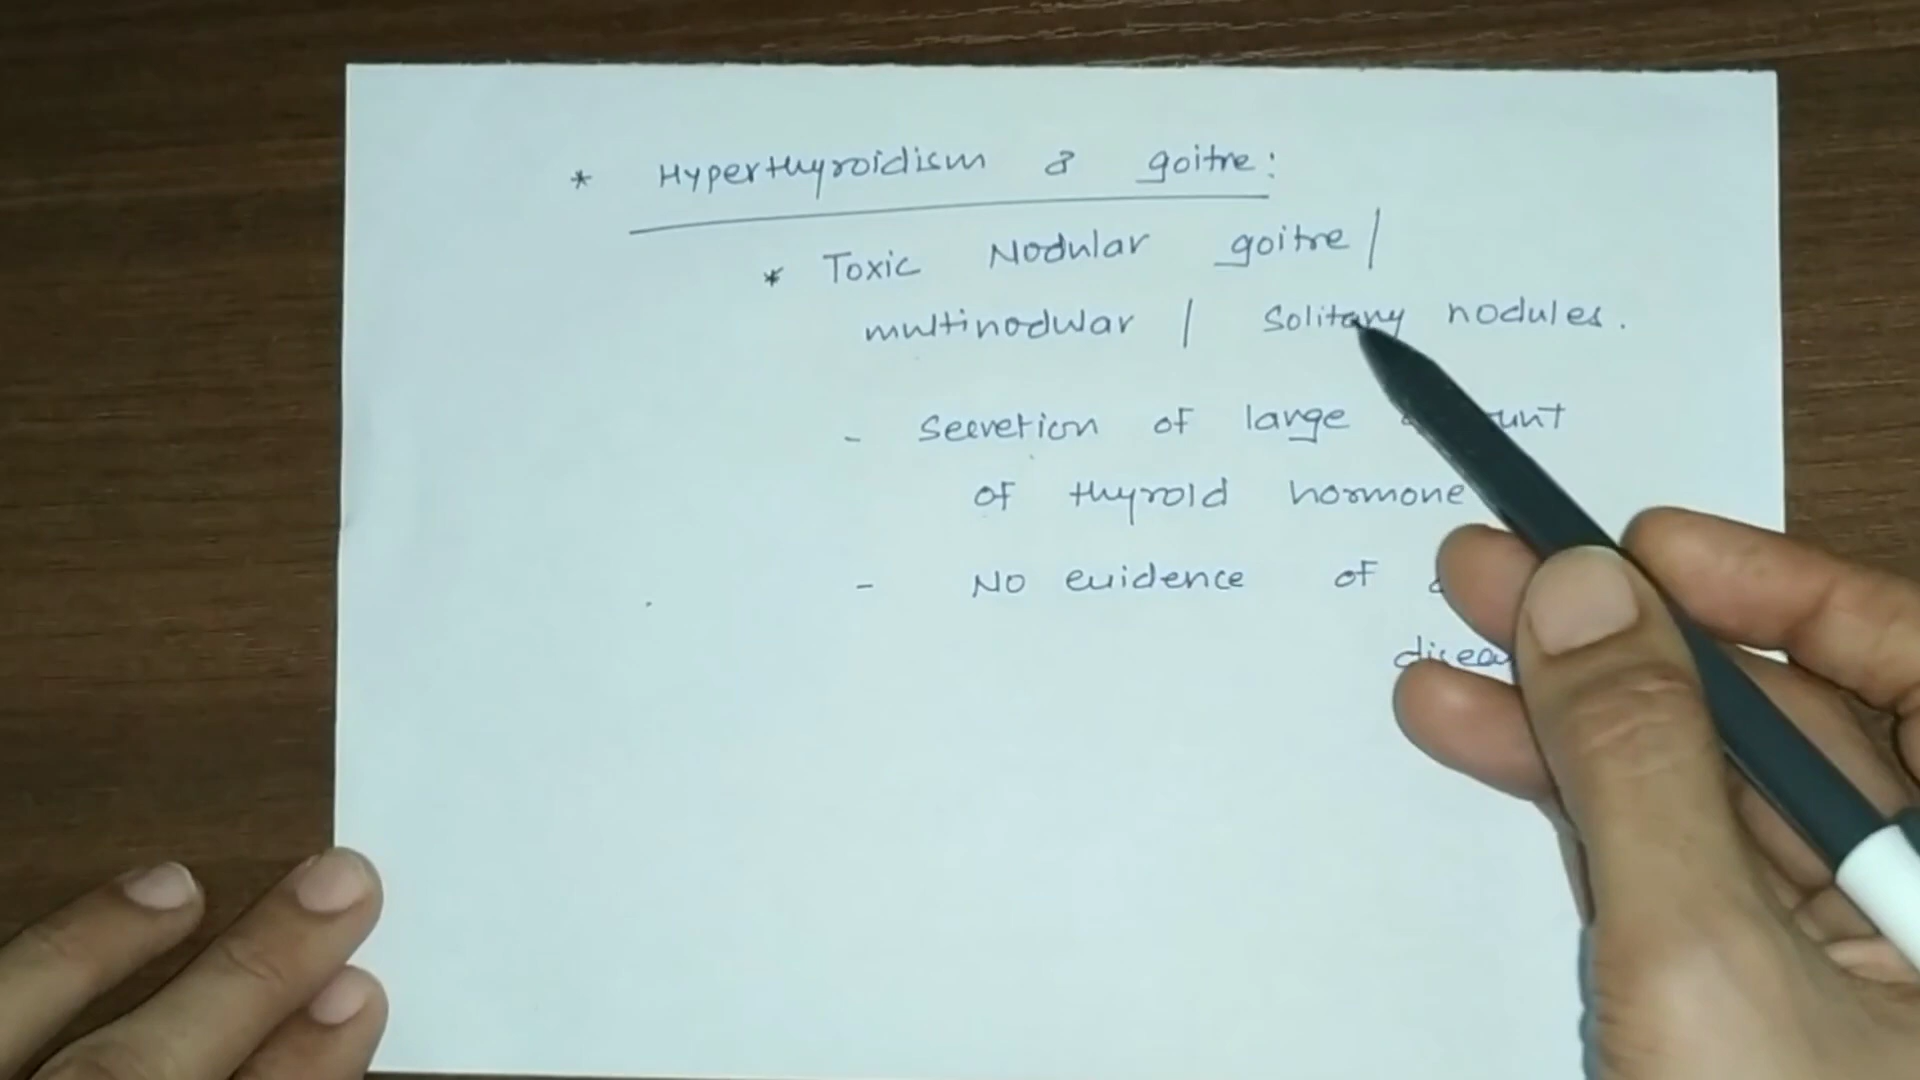 * Hyperthyroidism & goitre:
* Toxic Nodular goitre |
multinodular | Solitary nodules.
- Secretion of large
of thyroid hormone
- No evidence of